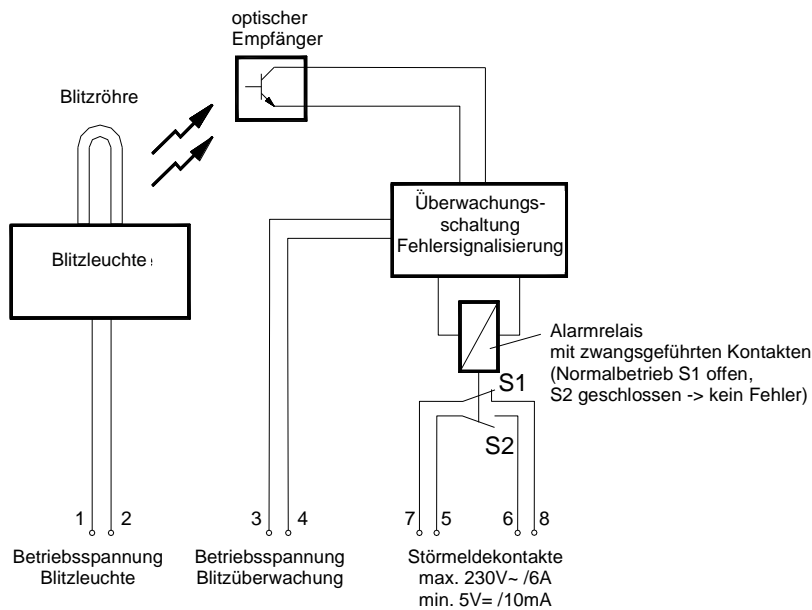 optischer
Empfänger
Blitzröhre
Überwachungs-
schaltung
Fehlersignalisierung
Blitzleuchte
Alarmrelais
mit zwangsgeführten Kontakten
(Normalbetrieb S1 offen,
S2 geschlossen -> kein Fehler)
S1
S2
1 2
3 4
7 5 6 8
Betriebsspannung
Blitzleuchte
Betriebsspannung
Blitzüberwachung
Störmeldekontakte
max. 230V~ /6A
min. 5V= /10mA